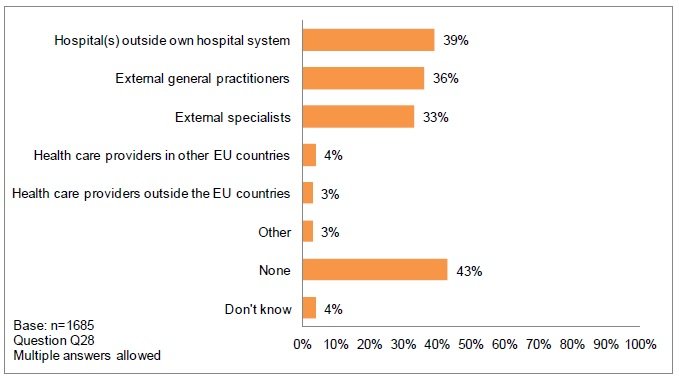 Hospital(s) outside own hospital system 39%
External general practitioners 36%
External specialists 33%
Health care providers in other EU countries 4%
Health care providers outside the EU countries 3%
Other 3%
None 43%
Don't know 4%
Base: n=1685
Question Q28
Multiple answers allowed
0% 10% 20% 30% 40% 50% 60% 70% 80% 90% 100%